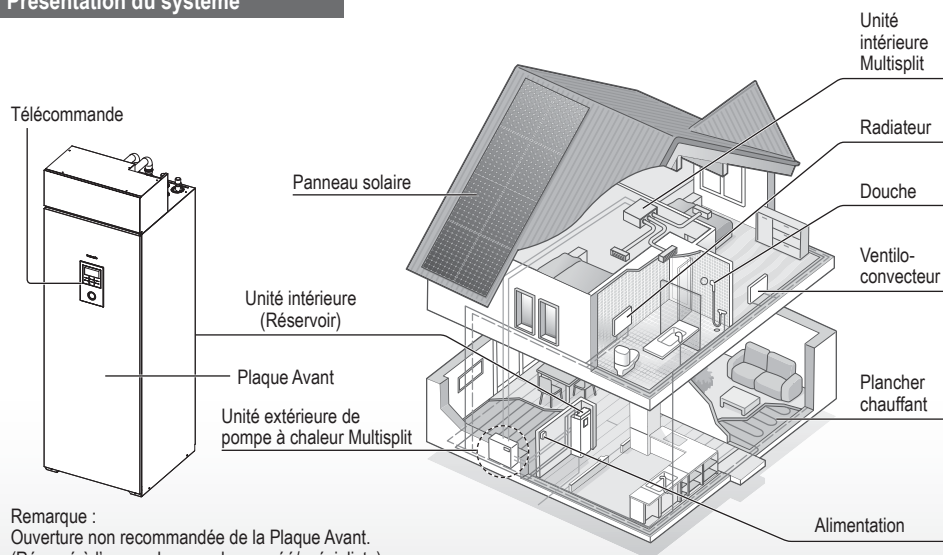 Présentation du système
Unité
intérieure
Multisplit
Télécommande
Radiateur
Panneau solaire
Douche
Ventilo-
convecteur
Unité intérieure
(Réservoir)
Plaque Avant
Plancher
chauffant
Unité extérieure de
pompe à chaleur Multisplit
Remarque :
Ouverture non recommandée de la Plaque Avant.
Alimentation